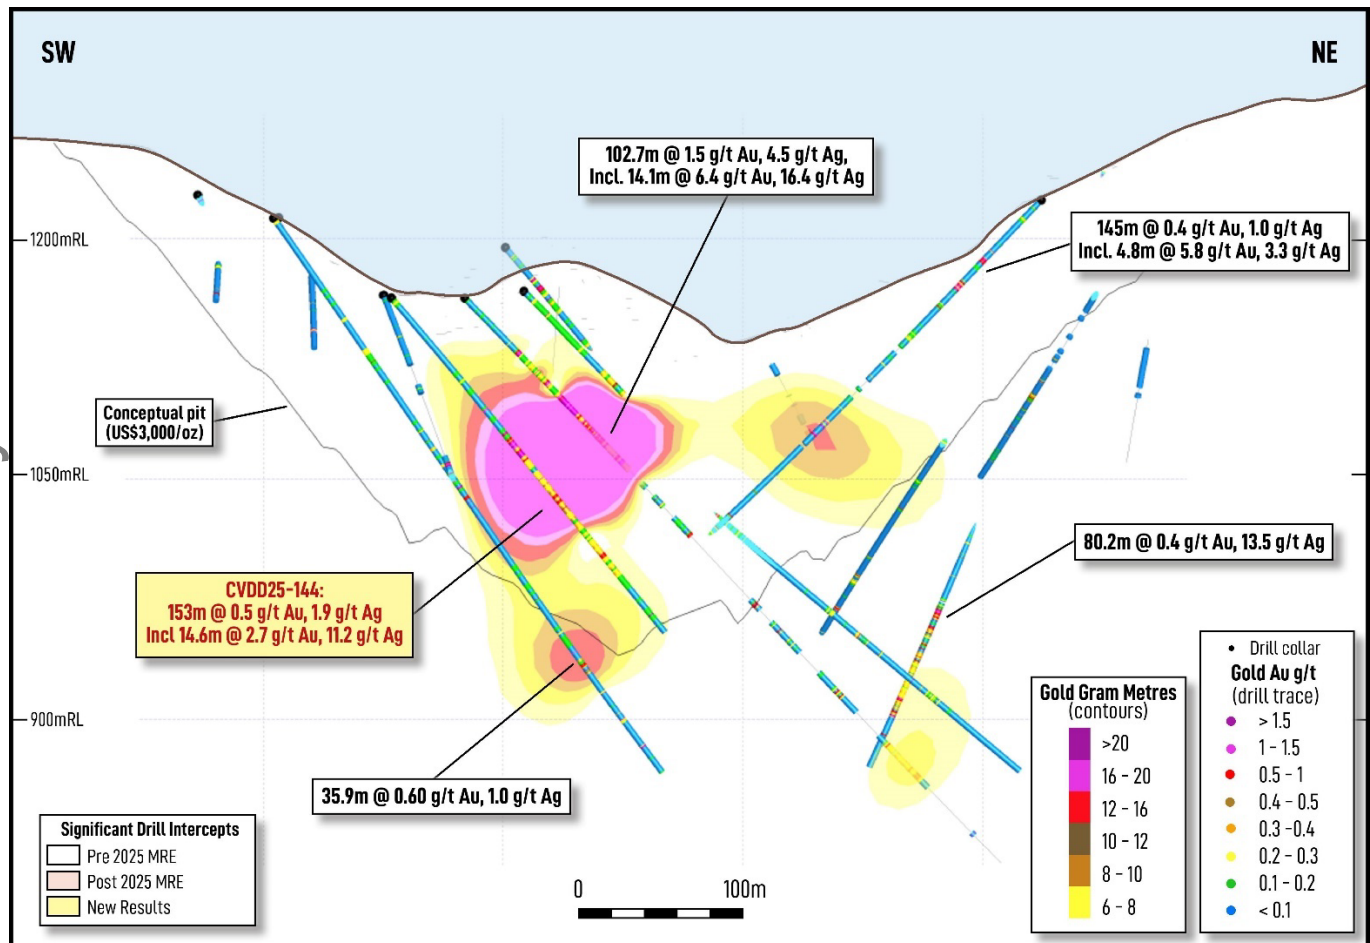 SW
NE
102.7m @ 1.5 g/t Au, 4.5 g/t Ag,
Incl. 14.1m @ 6.4 g/t Au, 16.4 g/t Ag
145m @ 0.4 g/t Au, 1.0 g/t Ag
Incl. 4.8m @ 5.8 g/t Au, 3.3 g/t Ag
1200mRL
Conceptual pit
(US$3,000/oz)
1050mRL
80.2m @ 0.4 g/t Au, 13.5 g/t Ag
CVDD25-144:
153m @ 0.5 g/t Au, 1.9 g/t Ag
Incl 14.6m @ 2.7 g/t Au, 11.2 g/t Ag
900mRL
35.9m @ 0.60 g/t Au, 1.0 g/t Ag
Significant Drill Intercepts
Pre 2025 MRE
Post 2025 MRE
New Results
0 100m
Gold Gram Metres
(contours)
>20
16 - 20
12 - 16
10 - 12
8 - 10
6 - 8
Drill collar
Gold Au g/t
(drill trace)
> 1.5
1 - 1.5
0.5 - 1
0.4 - 0.5
0.3 -0.4
0.2 - 0.3
0.1 - 0.2
< 0.1